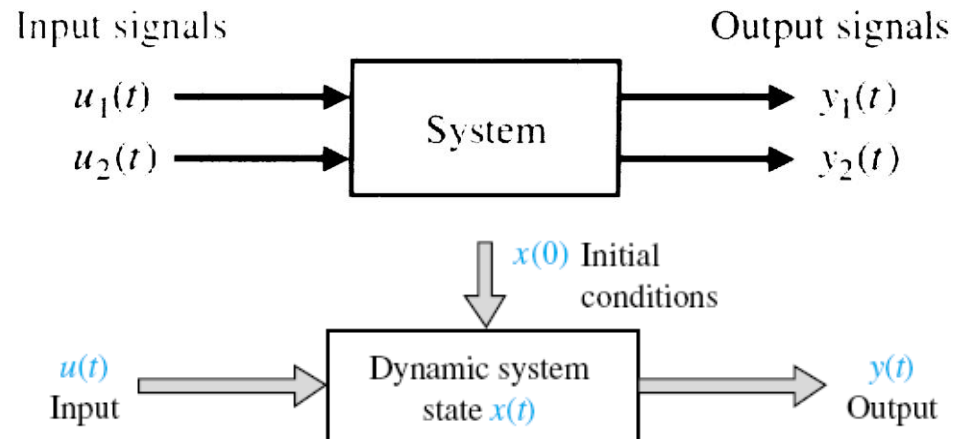 Input signals Output signals
u₁(t) y₁(t)
System
u₂(t) y₂(t)
x(0) Initial
conditions
u(t) Dynamic system y(t)
Input state x(t) Output